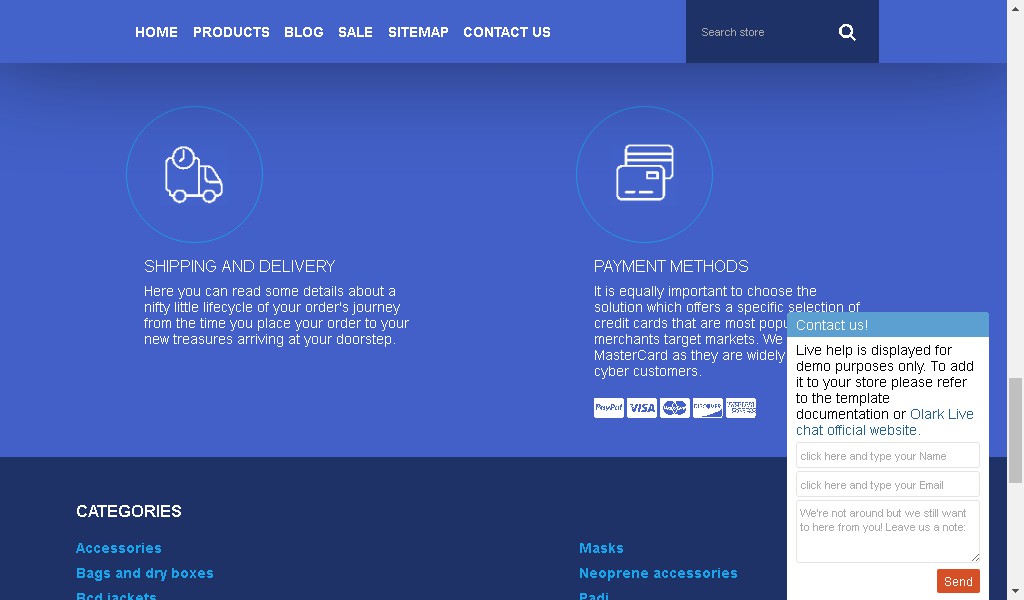 HOME PRODUCTS BLOG SALE SITEMAP CONTACT US
Search store
SHIPPING AND DELIVERY
Here you can read some details about a
nifty little lifecycle of your order's journey
from the time you place your order to your
new treasures arriving at your doorstep.
PAYMENT METHODS
It is equally important to choose the
solution which offers a specific selection of
credit cards that are most popu
merchants target markets. We
MasterCard as they are widely
cyber customers.
PayPal VISA MasterCard DISCOVER
Contact us!
Live help is displayed for
demo purposes only. To add
it to your store please refer
to the template
documentation or Olark Live
chat official website.
click here and type your Name
click here and type your Email
We're not around but we still want
to here from you! Leave us a note:
Send
CATEGORIES
Accessories
Bags and dry boxes
Bcd jackets
Masks
Neoprene accessories
Padi